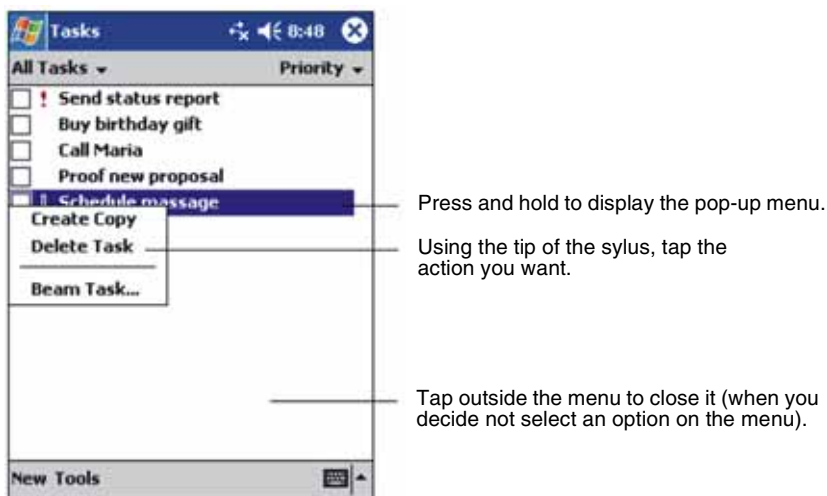 Tasks 8:48
All Tasks Priority
! Send status report
Buy birthday gift
Call Maria
Proof new proposal
Schedule massage
Create Copy
Delete Task
Beam Task...
New Tools
Press and hold to display the pop-up menu.
Using the tip of the sylus, tap the
action you want.
Tap outside the menu to close it (when you
decide not select an option on the menu).